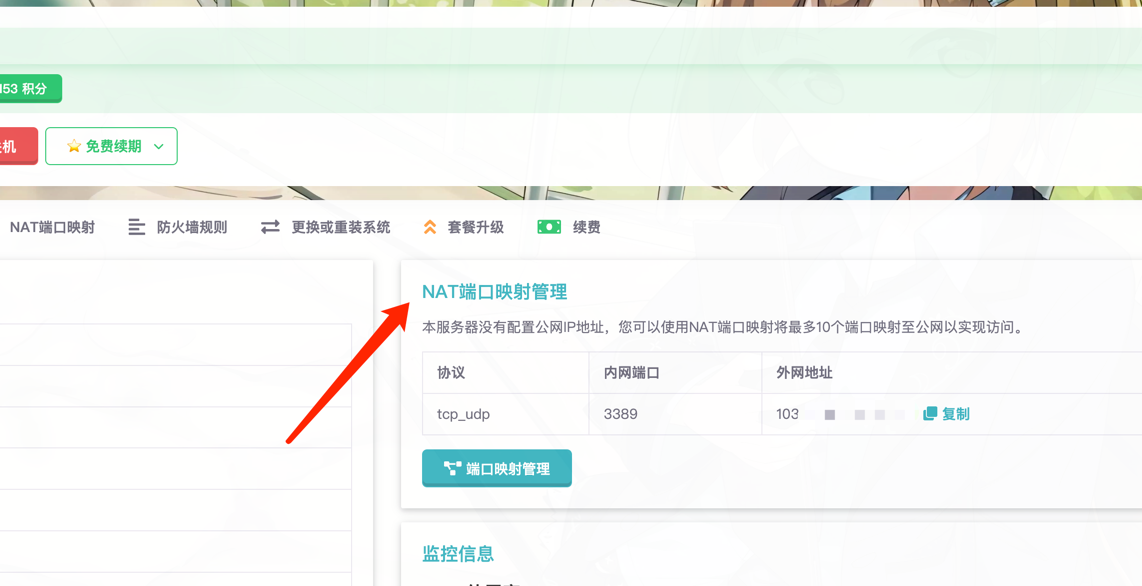 153 积分
机
免费续期
NAT端口映射 防火墙规则 更换或重装系统 套餐升级 续费
NAT端口映射管理
本服务器没有配置公网IP地址，您可以使用NAT端口映射将最多10个端口映射至公网以实现访问。
协议 内网端口 外网地址
tcp_udp 3389 103 复制
端口映射管理
监控信息